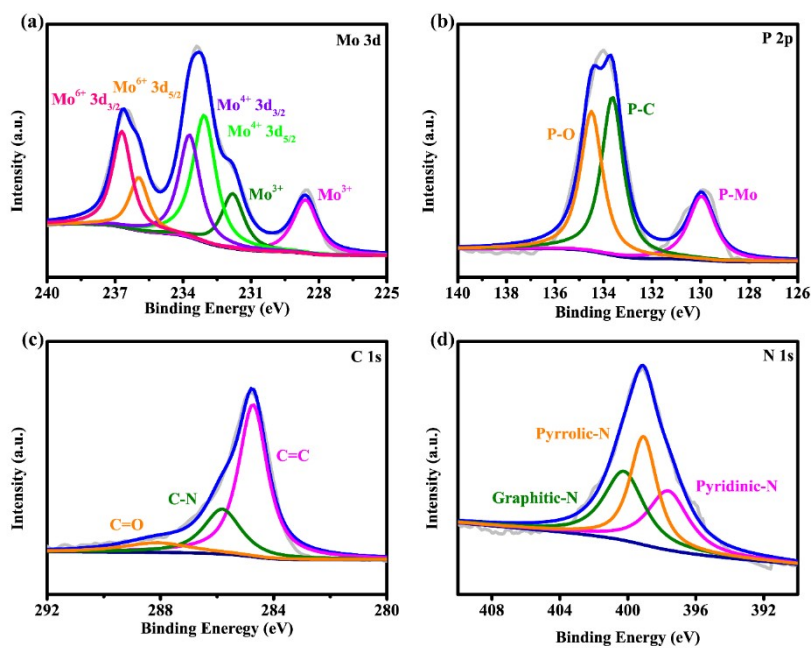 (a)
Mo 3d
Mo⁶⁺ 3d₃/₂
Mo⁶⁺ 3d₅/₂
Mo⁴⁺ 3d₃/₂
Mo⁴⁺ 3d₅/₂
Mo³⁺
Mo³⁺
Intensity (a.u.)
240 237 234 231 228 225
Binding Energy (eV)
(b)
P 2p
P-O
P-C
P-Mo
Intensity (a.u.)
140 138 136 134 132 130 128 126
Binding Energy (eV)
(c)
C 1s
C=C
C-N
C=O
Intensity (a.u.)
292 288 284 280
Binding Eneregy (eV)
(d)
N 1s
Pyrrolic-N
Graphitic-N
Pyridinic-N
Intensity (a.u.)
408 404 400 396 392
Binding Energy (eV)